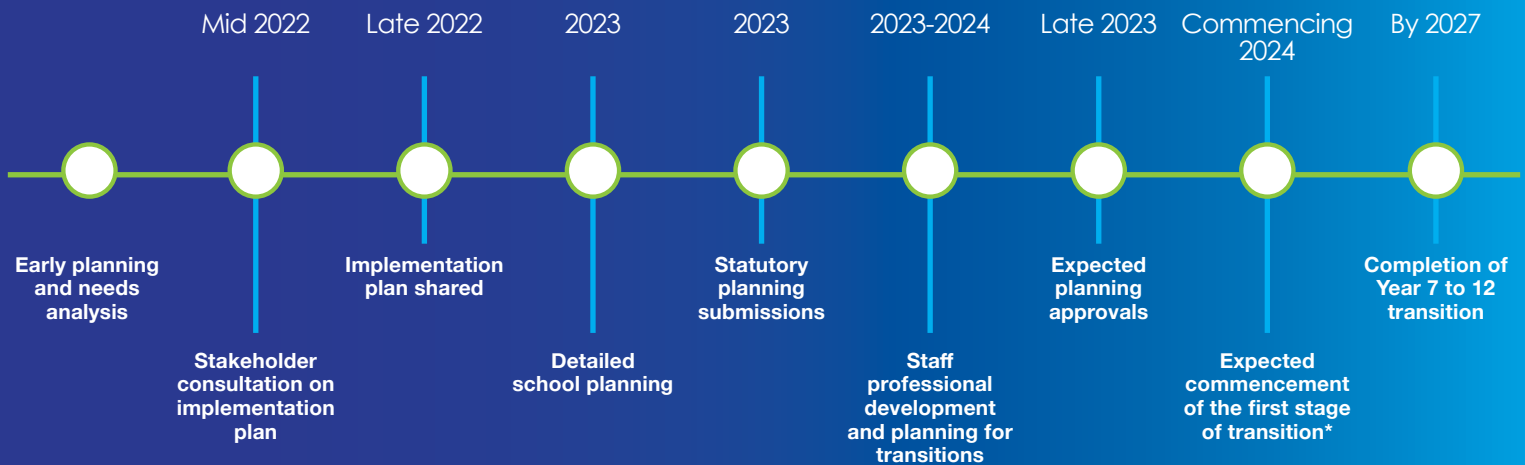 Mid 2022
Late 2022
2023
2023
2023-2024
Late 2023
Commencing
2024
By 2027
Early planning
and needs
analysis
Stakeholder
consultation on
implementation
plan
Implementation
plan shared
Detailed
school planning
Statutory
planning
submissions
Staff
professional
development
and planning for
transitions
Expected
planning
approvals
Expected
commencement
of the first stage
of transition*
Completion of
Year 7 to 12
transition